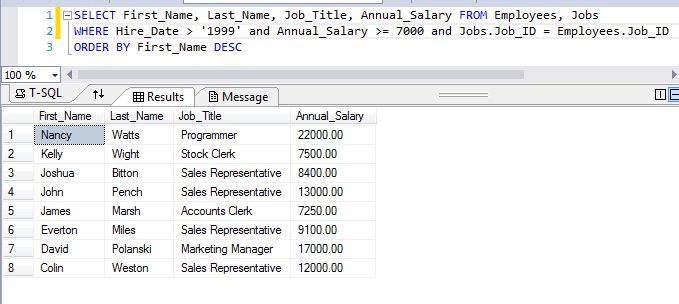 1 SELECT First_Name, Last_Name, Job_Title, Annual_Salary FROM Employees, Jobs
2 WHERE Hire_Date > '1999' and Annual_Salary >= 7000 and Jobs.Job_ID = Employees.Job_ID
3 ORDER BY First_Name DESC
100 %
T-SQL Results Message
First_Name Last_Name Job_Title Annual_Salary
1 Nancy Watts Programmer 22000.00
2 Kelly Wight Stock Clerk 7500.00
3 Joshua Bitton Sales Representative 8400.00
4 John Pench Sales Representative 13000.00
5 James Marsh Accounts Clerk 7250.00
6 Everton Miles Sales Representative 9100.00
7 David Polanski Marketing Manager 17000.00
8 Colin Weston Sales Representative 12000.00